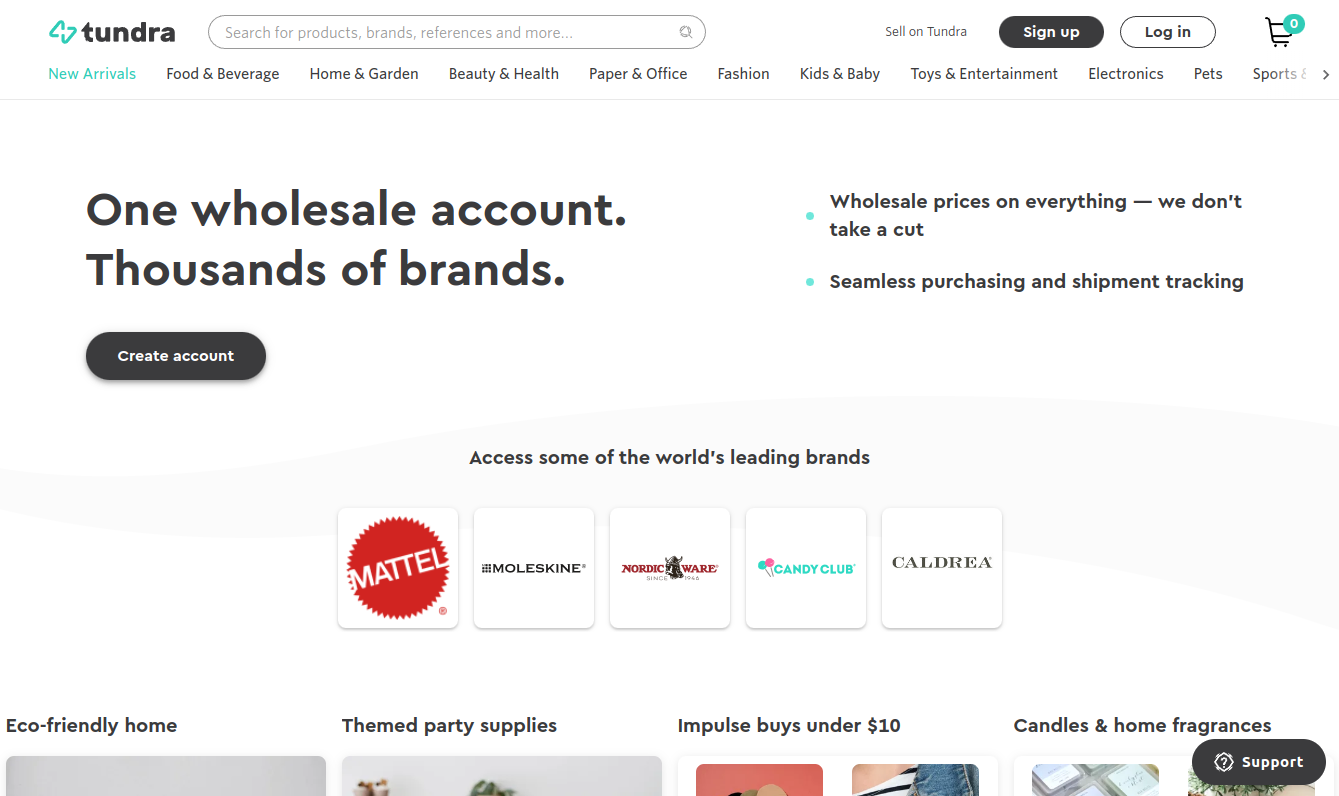 tundra
Search for products, brands, references and more...
Sell on Tundra
Sign up
Log in
0
New Arrivals
Food & Beverage
Home & Garden
Beauty & Health
Paper & Office
Fashion
Kids & Baby
Toys & Entertainment
Electronics
Pets
Sports &
One wholesale account.
Thousands of brands.
Wholesale prices on everything — we don't
take a cut
Seamless purchasing and shipment tracking
Create account
Access some of the world's leading brands
MATTEL
®
MOLESKINE®
NORDIC WARE®
SINCE 1946
CANDY CLUB®
CALDREA®
Eco-friendly home
Themed party supplies
Impulse buys under $10
Candles & home fragrances
Support